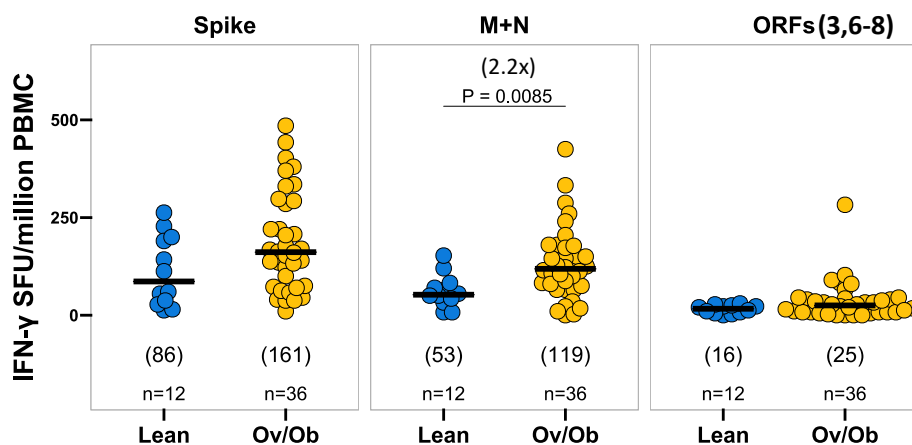 Spike
M+N
ORFs(3,6-8)
IFN-γ SFU/million PBMC
500
250
0
(2.2x)
P = 0.0085
(86)
(161)
(53)
(119)
(16)
(25)
n=12
n=36
n=12
n=36
n=12
n=36
Lean
Ov/Ob
Lean
Ov/Ob
Lean
Ov/Ob